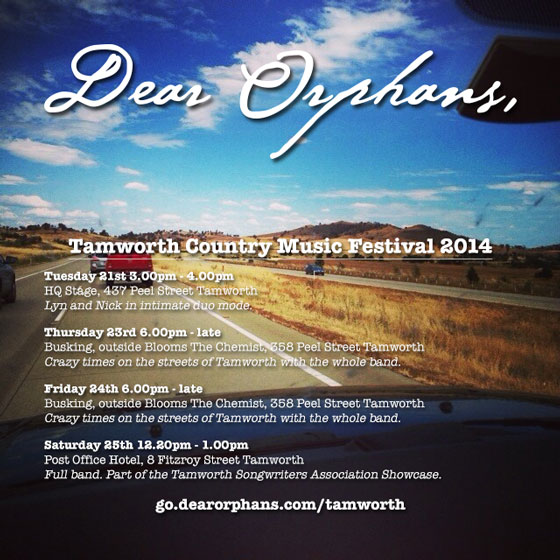 Dear Orphans,
Tamworth Country Music Festival 2014
Tuesday 21st 3.00pm - 4.00pm
HQ Stage, 437 Peel Street Tamworth
Lyn and Nick in intimate duo mode.
Thursday 23rd 6.00pm - late
Busking, outside Blooms The Chemist, 358 Peel Street Tamworth
Crazy times on the streets of Tamworth with the whole band.
Friday 24th 6.00pm - late
Busking, outside Blooms The Chemist, 358 Peel Street Tamworth
Crazy times on the streets of Tamworth with the whole band.
Saturday 25th 12.20pm - 1.00pm
Post Office Hotel, 8 Fitzroy Street Tamworth
Full band. Part of the Tamworth Songwriters Association Showcase.
go.dearorphans.com/tamworth